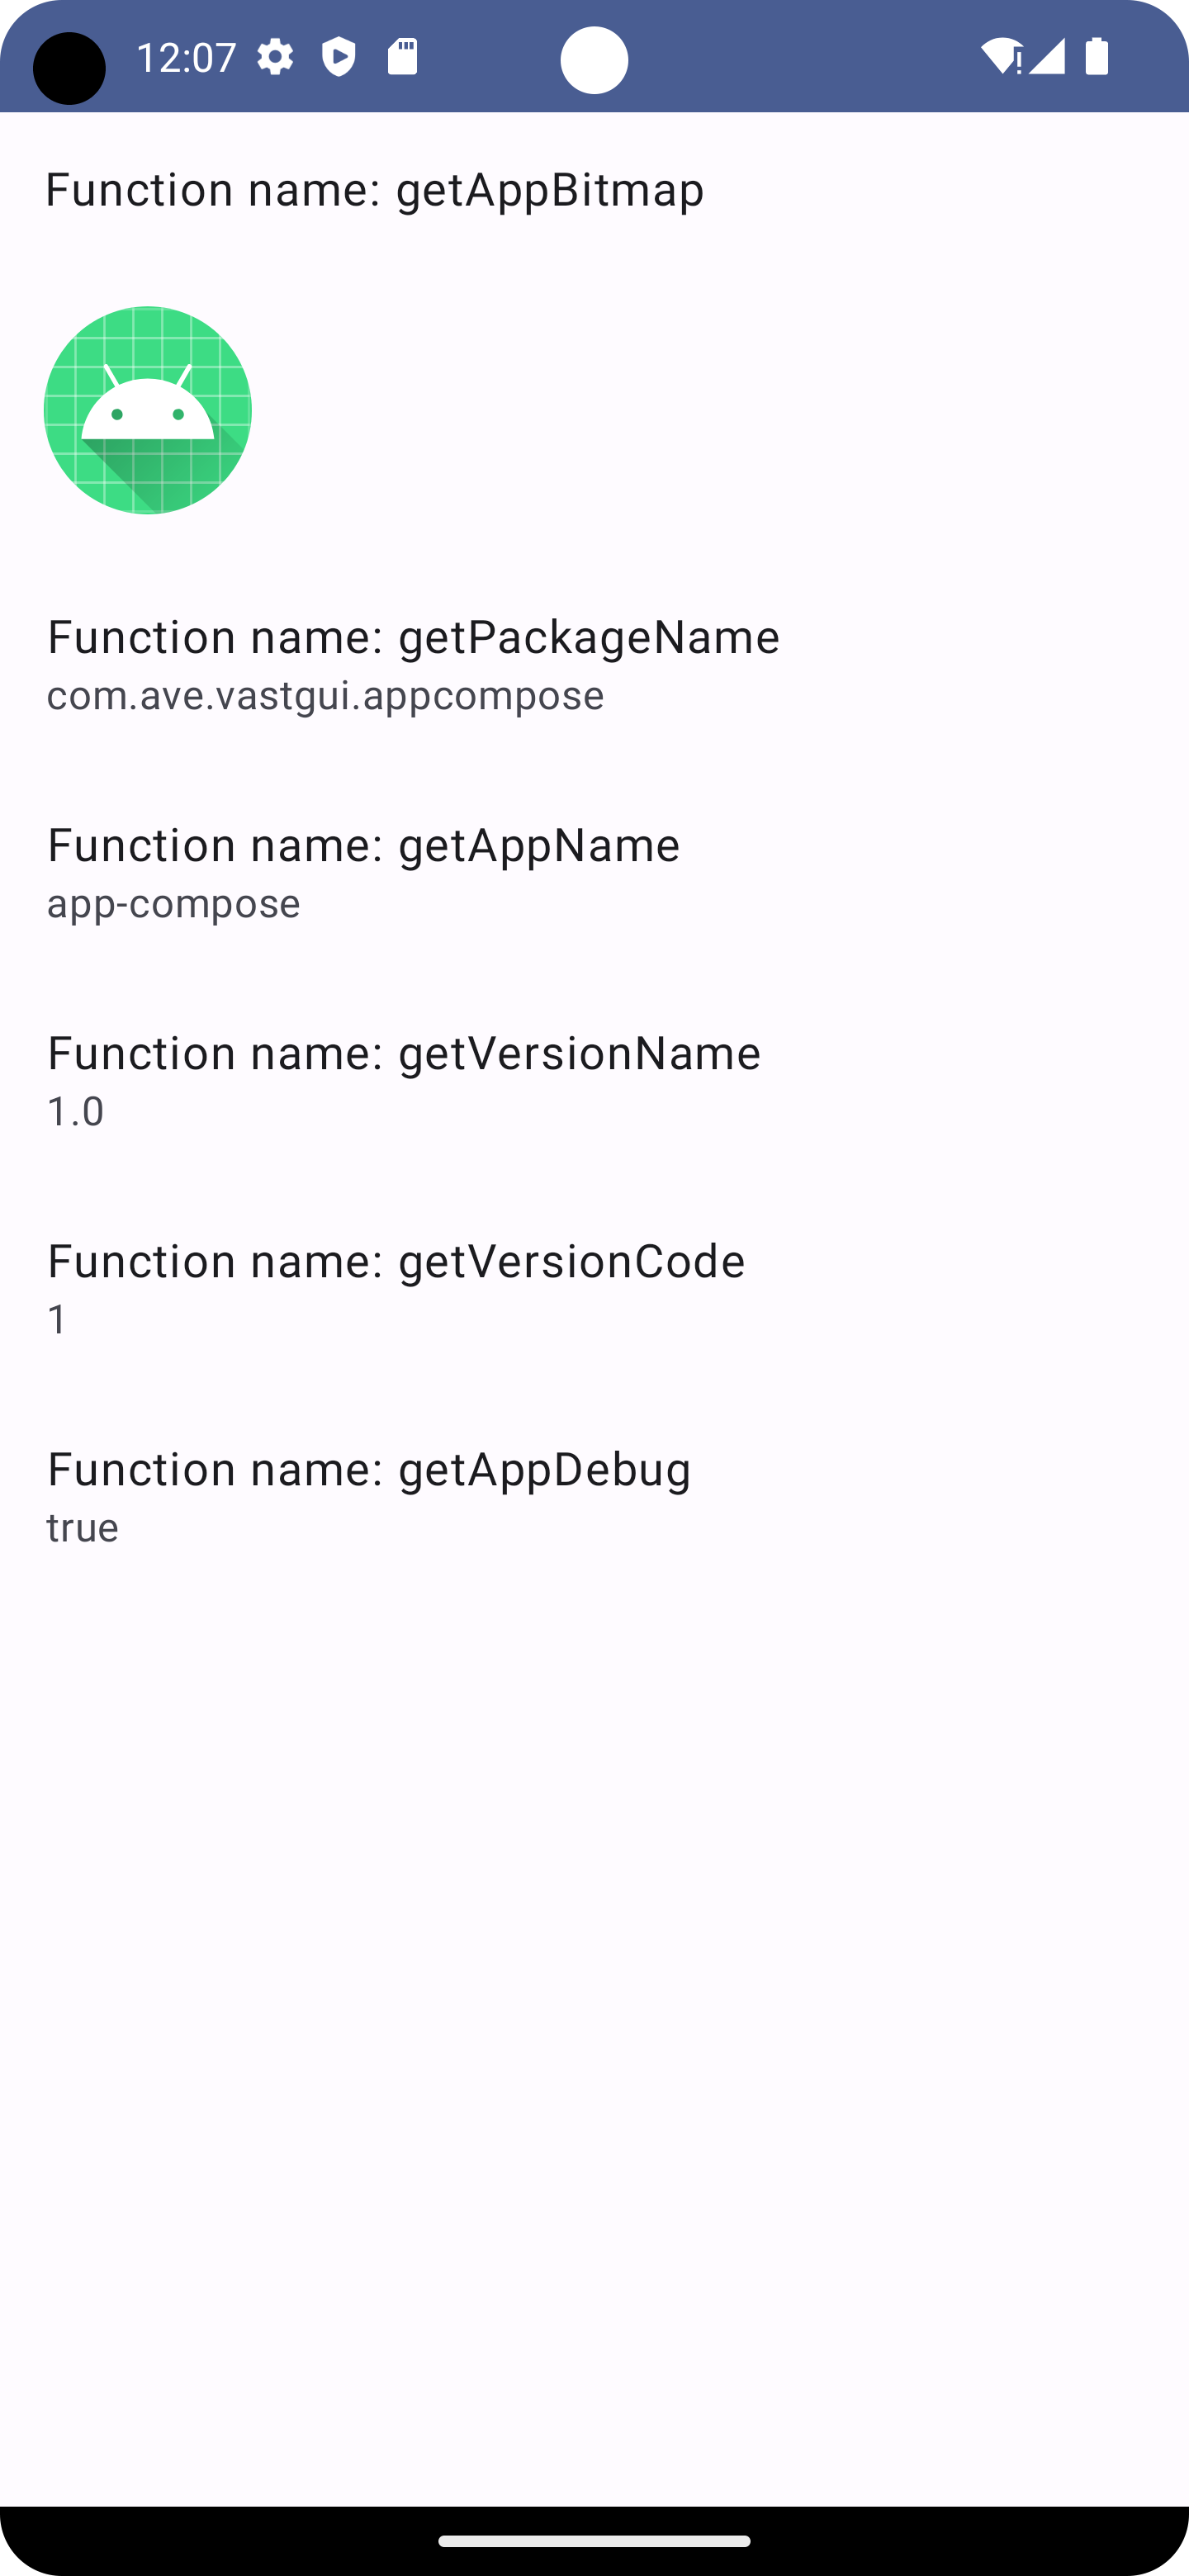 12:07
Function name: getAppBitmap
Function name: getPackageName
com.ave.vastgui.appcompose
Function name: getAppName
app-compose
Function name: getVersionName
1.0
Function name: getVersionCode
1
Function name: getAppDebug
true